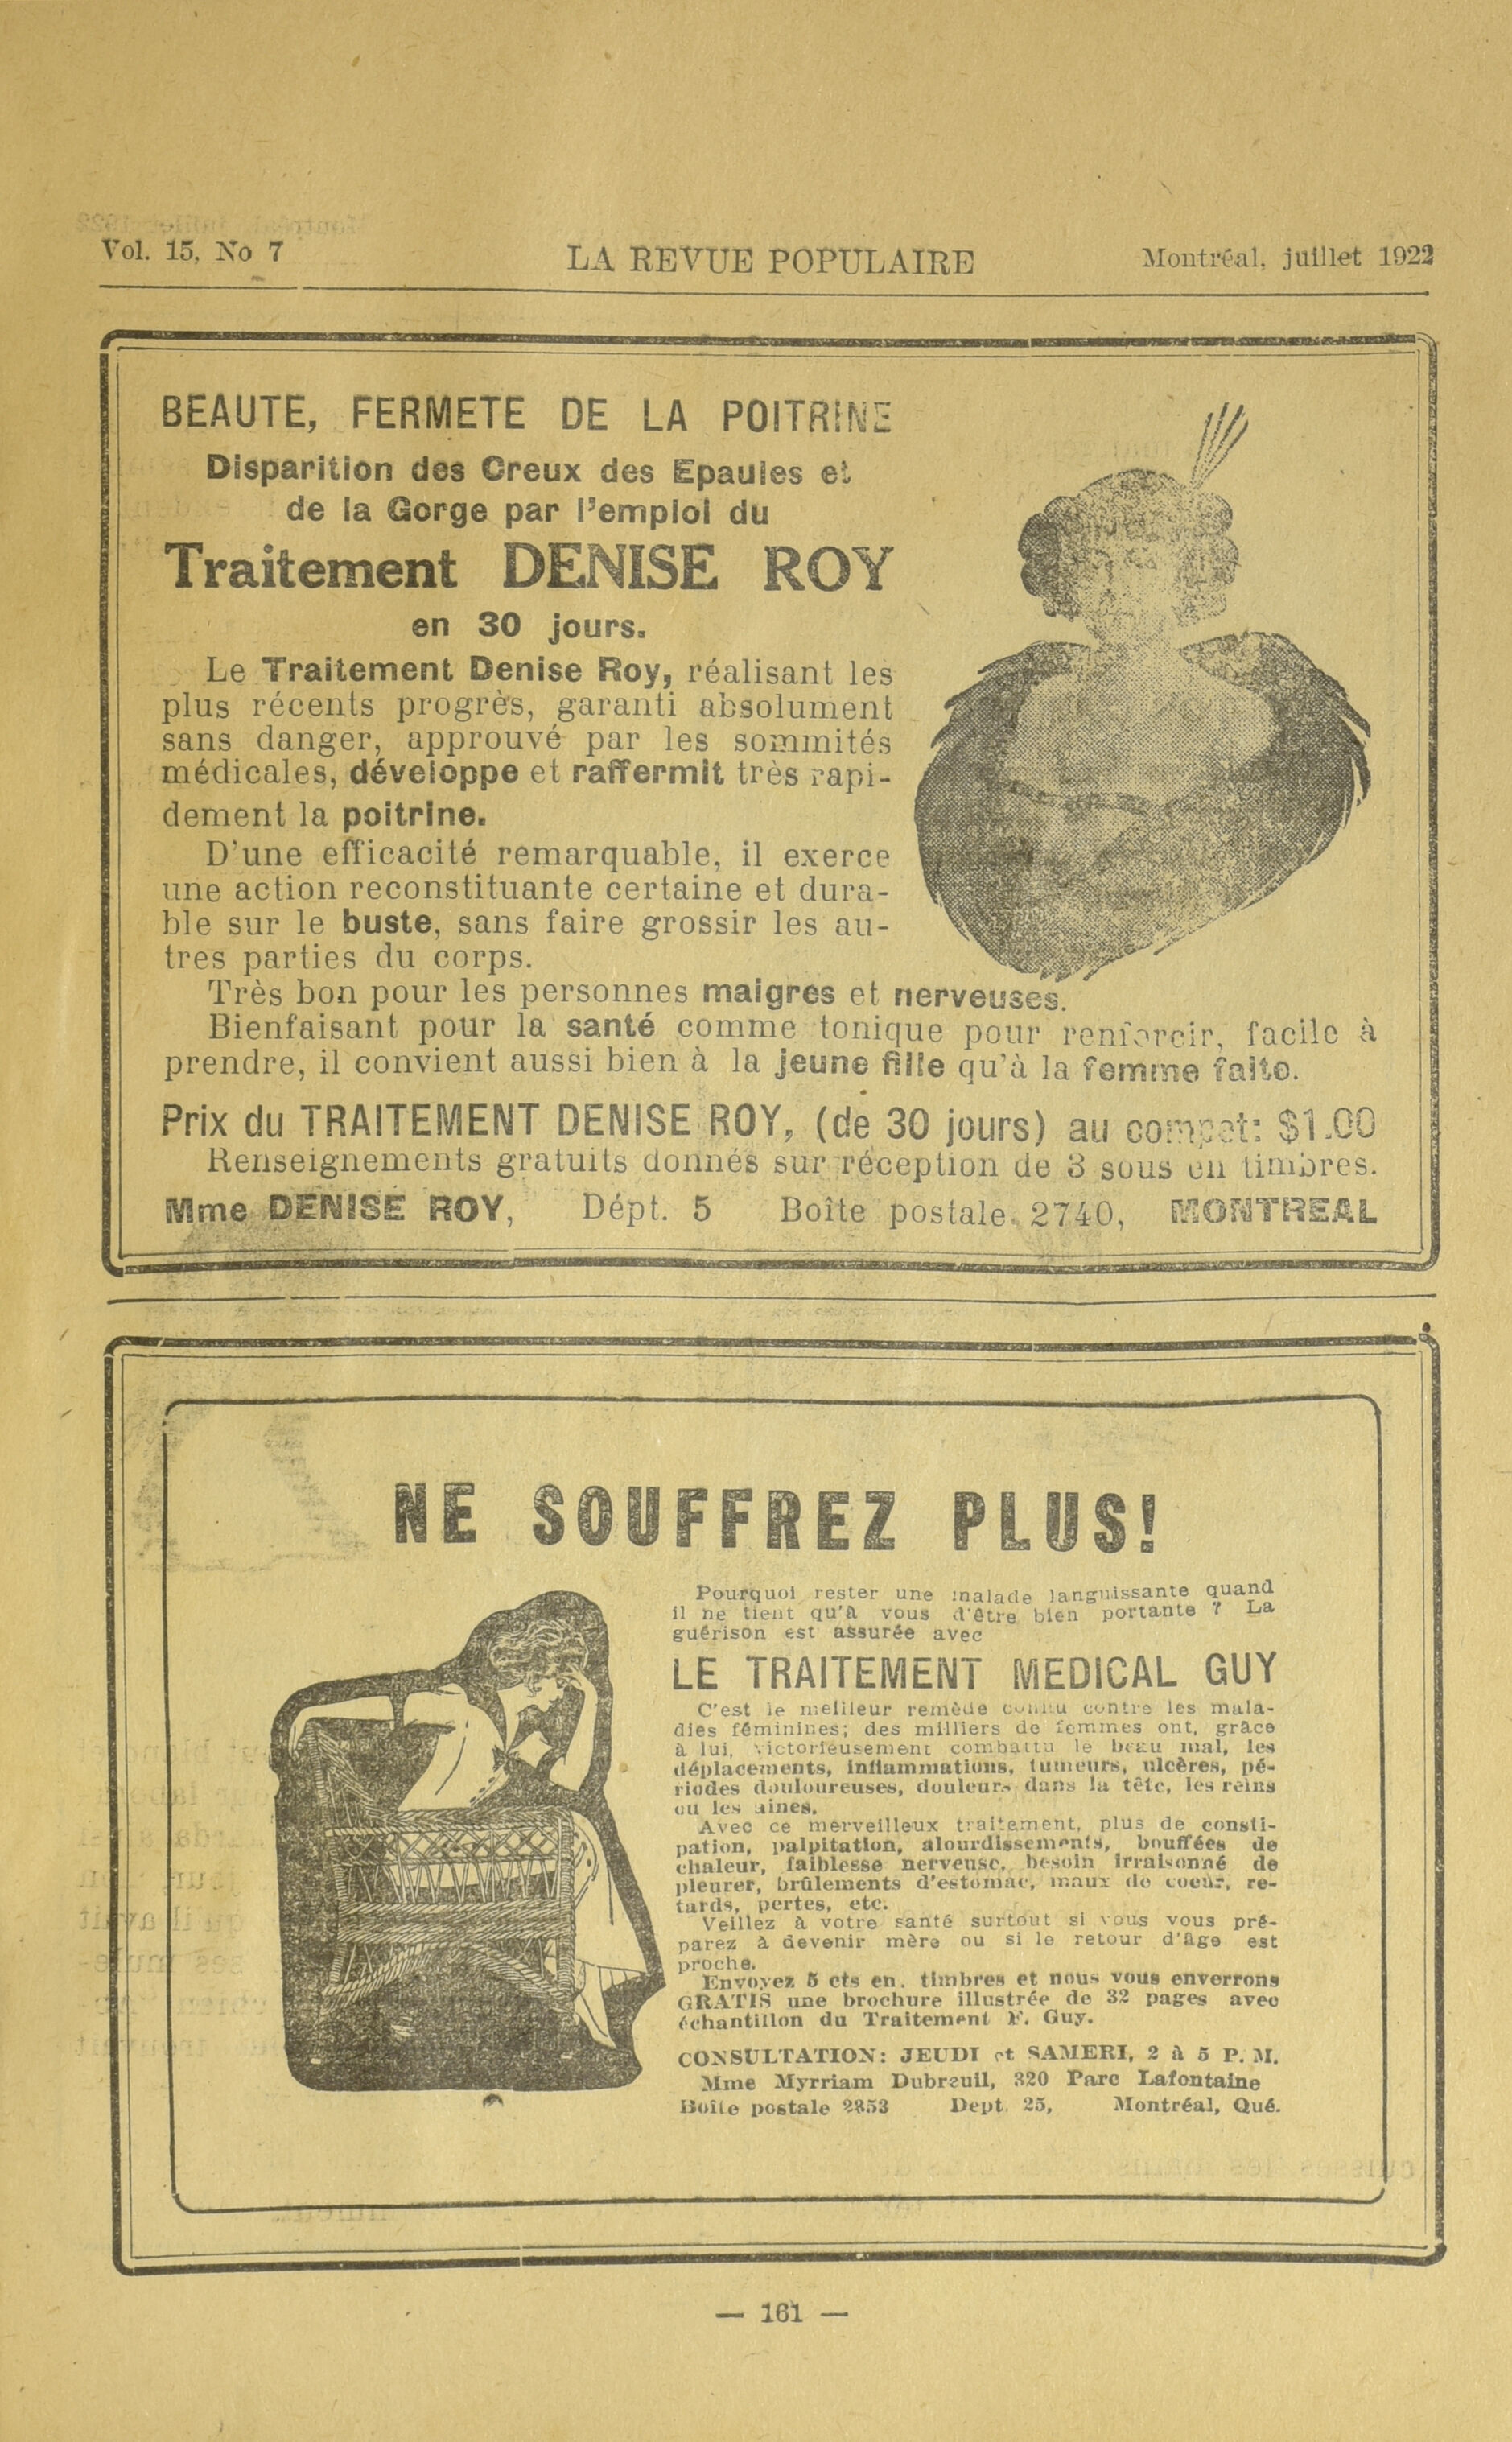 Vol. 15, No 7
LA REVUE POPULAIRE
Montréal, juillet 1922
BEAUTE, FERMETE DE LA POITRINE
Disparition des Creux des Epaules et
de la Gorge par l'emploi du
Traitement DENISE ROY
en 30 jours.
Le Traitement Denise Roy, réalisant les
plus récents progrès, garanti absolument
sans danger, approuvé par les sommités
médicales, développe et raffermit très rapi-
dement la poitrine.
D'une efficacité remarquable, il exerce
une action reconstituante certaine et dura-
ble sur le buste, sans faire grossir les au-
tres parties du corps.
Très bon pour les personnes maigres et nerveuses.
Bienfaisant pour la santé comme tonique pour renforcir, facile à
prendre, il convient aussi bien à la jeune fille qu'à la femme faite.
Prix du TRAITEMENT DENISE ROY, (de 30 jours) au compet: $1.00
Renseignements gratuits donnés sur réception de 3 sous en timbres.
Mme DENISE ROY, Dépt. 5 Boîte postale, 2740, MONTREAL
NE SOUFFREZ PLUS!
Pourquoi rester une malade languissante quand
il ne tient qu'à vous d'être bien portante ? La
guérison est assurée avec
LE TRAITEMENT MEDICAL GUY
C'est le meilleur remède connu contre les mala-
dies féminines; des milliers de femmes ont, grâce
à lui, victorieusement combattu le beau mal, les
déplacements, inflammations, tumeurs, ulcères, pé-
riodes douloureuses, douleurs dans la tête, les reins
ou les aines.
Avec ce merveilleux traitement, plus de consti-
pation, palpitation, alourdissements, bouffées de
chaleur, faiblesse nerveuse, besoin irraisonné de
pleurer, brûlements d'estomac, maux de coeur, re-
tards, pertes, etc.
Veillez à votre santé surtout si vous vous pré-
parez à devenir mère ou si le retour d'âge est
proche.
Envoyez 5 cts en. timbres et nous vous enverrons
GRATIS une brochure illustrée de 32 pages avec
échantillon du Traitement F. Guy.
CONSULTATION: JEUDI et SAMERI, 2 à 5 P. M.
Mme Myrriam Dubreuil, 320 Parc Lafontaine
Boîte postale 2353 Dept. 25, Montréal, Qué.
— 161 —